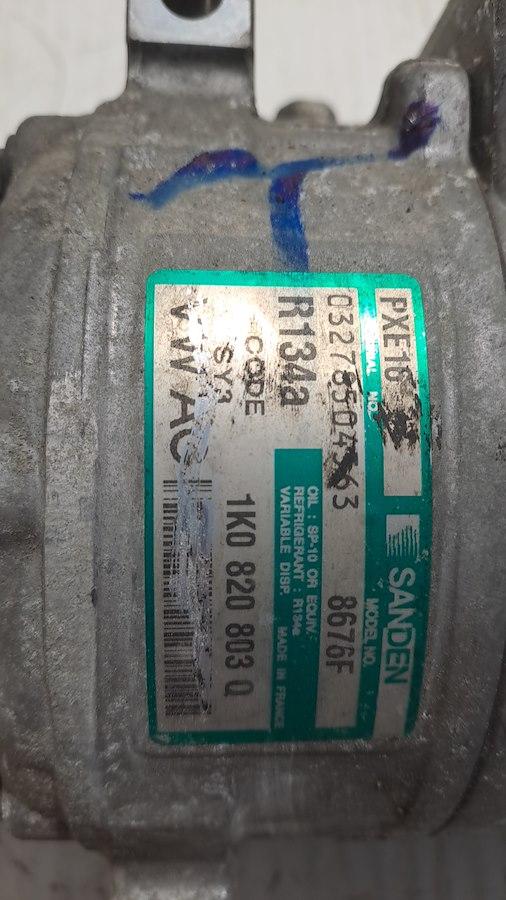 PXE16
SANDEN
SERIAL NO.
MODEL NO.
8676F
R134a
OIL : SP-10 OR EQUIV.
REFRIGERANT : R134a
VARIABLE DISP.
MADE IN FRANCE
CODE
SY3
1K0 820 803 Q
VW AG